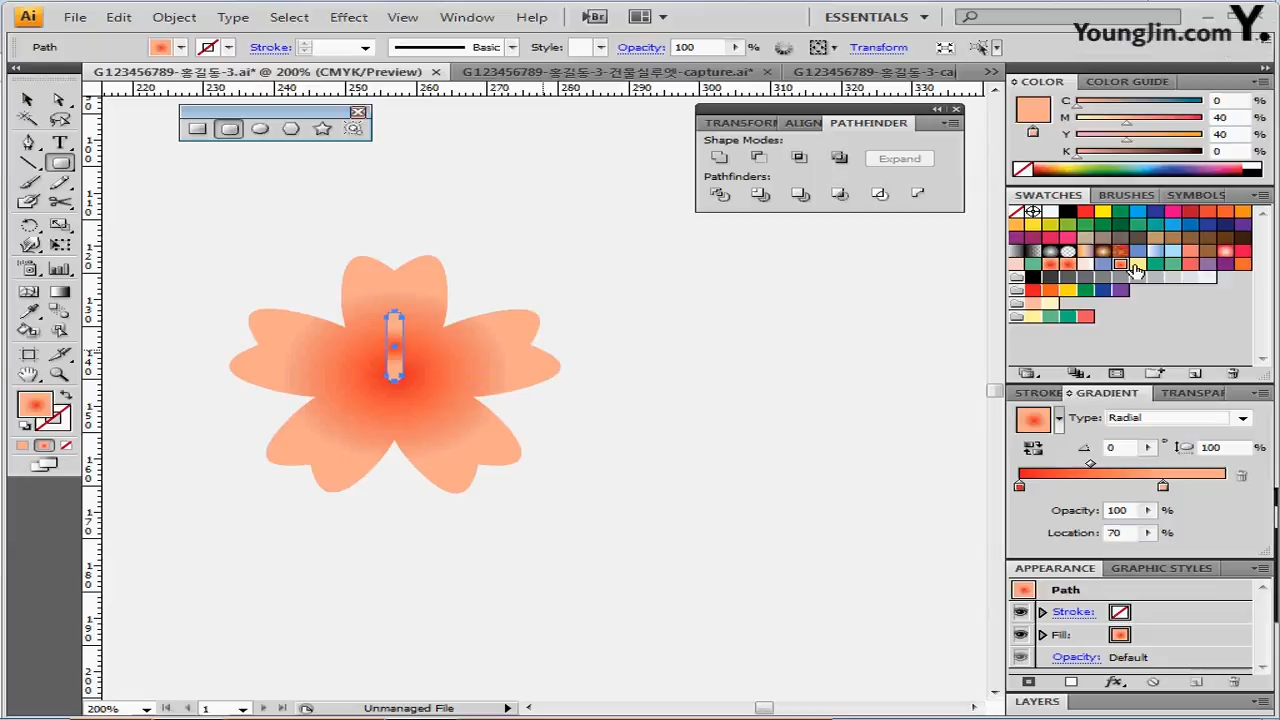 Ai File Edit Object Type Select Effect View Window Help Br ESSENTIALS
YoungJin.com Y.
Path Stroke: Basic Style: Opacity: 100 % Transform
G123456789-홍길동-3.ai* @ 200% (CMYK/Preview) × G123456789-홍길동-3-건물실루엣-capture.ai* × G123456789-홍길동-3-ca
220 230 240 250 260 270 280 290 300 310 320 330
TRANSFORM ALIGN PATHFINDER
Shape Modes:
Expand
Pathfinders:
COLOR COLOR GUIDE
C 0 %
M 40 %
Y 40 %
K 0 %
SWATCHES BRUSHES SYMBOLS
STROKE GRADIENT TRANSPAR
Type: Radial
0 ° 100 %
Opacity: 100 %
Location: 70 %
APPEARANCE GRAPHIC STYLES
Path
Stroke:
Fill:
Opacity: Default
LAYERS
200% 1 Unmanaged File